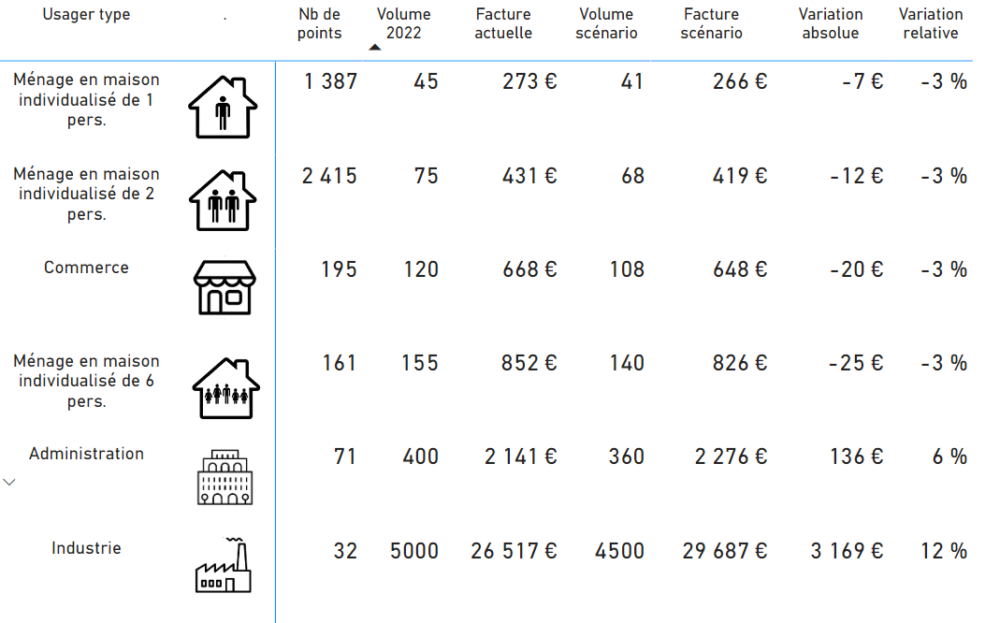 Usager type . Nb de points Volume 2022 Facture actuelle Volume scénario Facture scénario Variation absolue Variation relative
Ménage en maison individualisé de 1 pers. 1 387 45 273 € 41 266 € -7 € -3 %
Ménage en maison individualisé de 2 pers. 2 415 75 431 € 68 419 € -12 € -3 %
Commerce 195 120 668 € 108 648 € -20 € -3 %
Ménage en maison individualisé de 6 pers. 161 155 852 € 140 826 € -25 € -3 %
Administration 71 400 2 141 € 360 2 276 € 136 € 6 %
Industrie 32 5000 26 517 € 4500 29 687 € 3 169 € 12 %